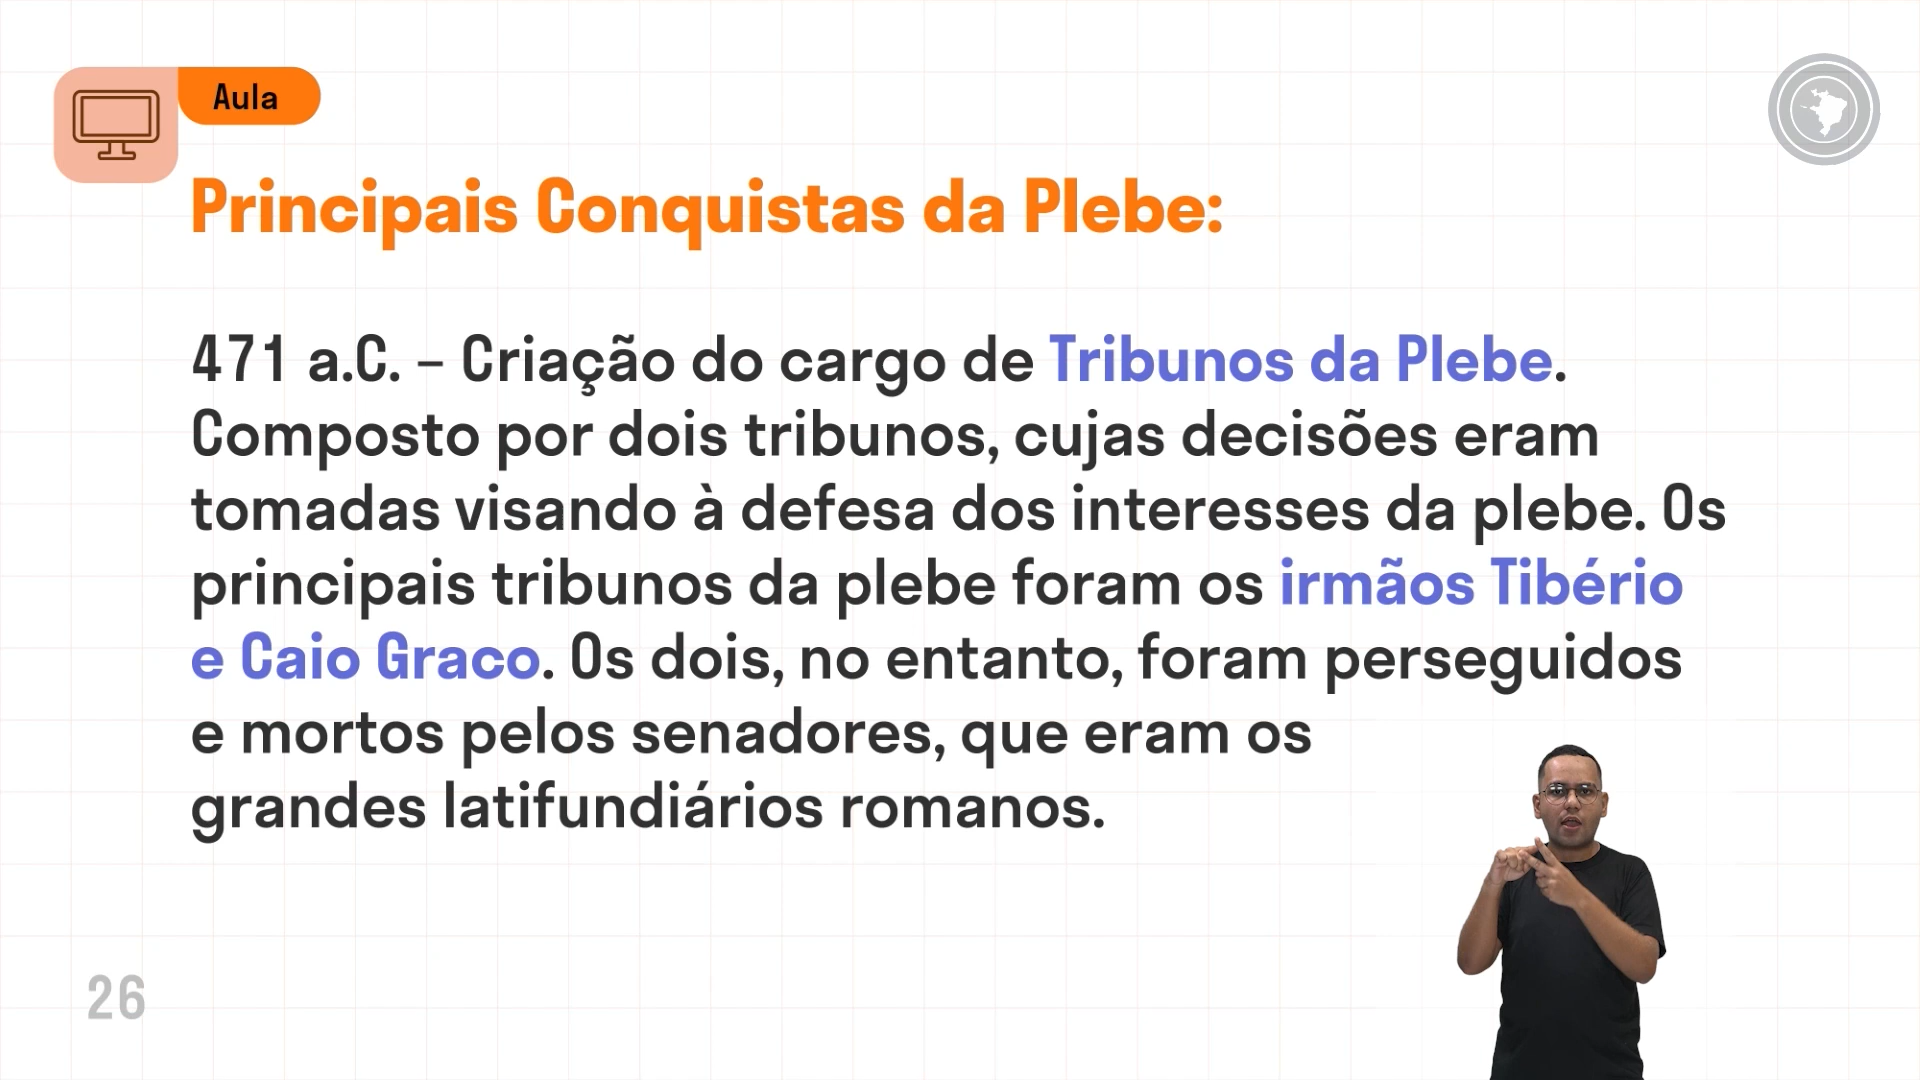 Aula
Principais Conquistas da Plebe:
471 a.C. – Criação do cargo de Tribunos da Plebe.
Composto por dois tribunos, cujas decisões eram
tomadas visando à defesa dos interesses da plebe. Os
principais tribunos da plebe foram os irmãos Tibério
e Caio Graco. Os dois, no entanto, foram perseguidos
e mortos pelos senadores, que eram os
grandes latifundiários romanos.
26